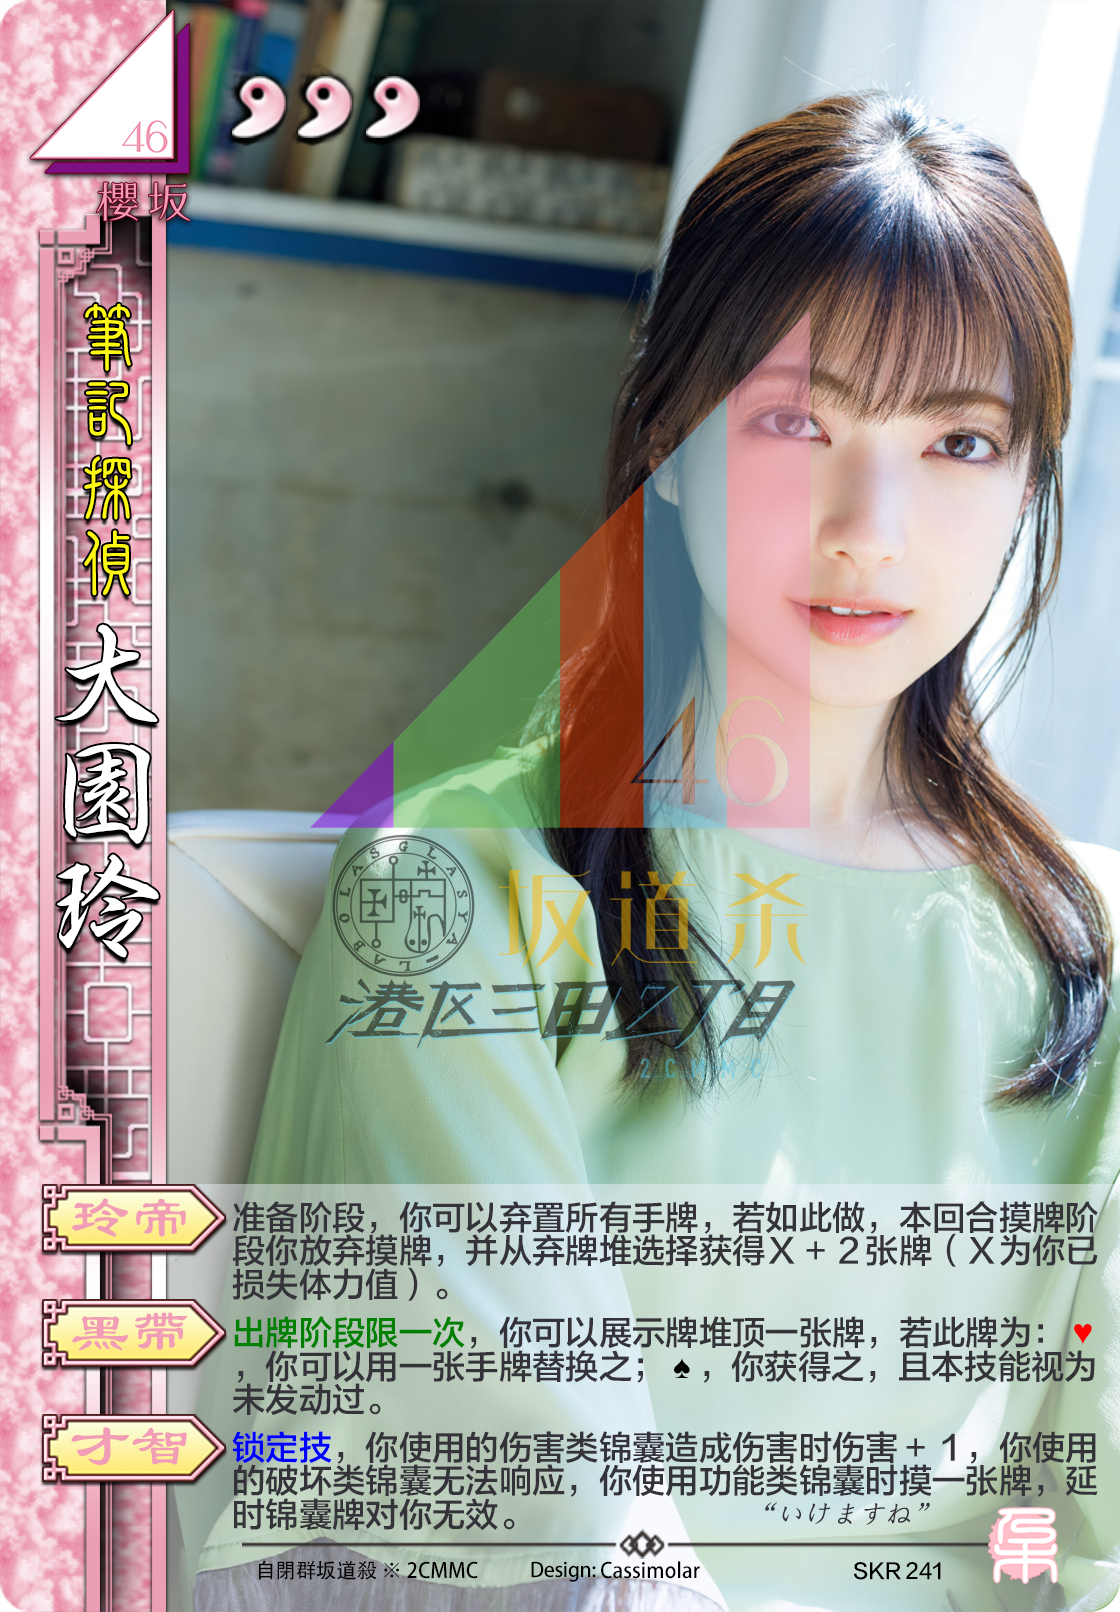 46
櫻坂
筆記探偵
大園玲
46
GLASYA-LABOLAS
坂道杀
港区三田2丁目
2CMMC
玲帝
准备阶段，你可以弃置所有手牌，若如此做，本回合摸牌阶
段你放弃摸牌，并从弃牌堆选择获得X＋2张牌（X为你已
损失体力值）。
黑帶
出牌阶段限一次，你可以展示牌堆顶一张牌，若此牌为：♥
，你可以用一张手牌替换之；♠，你获得之，且本技能视为
未发动过。
才智
锁定技，你使用的伤害类锦囊造成伤害时伤害＋1，你使用
的破坏类锦囊无法响应，你使用功能类锦囊时摸一张牌，延
时锦囊牌对你无效。
“いけますね”
自閉群坂道殺 ※ 2CMMC
Design: Cassimolar
SKR 241